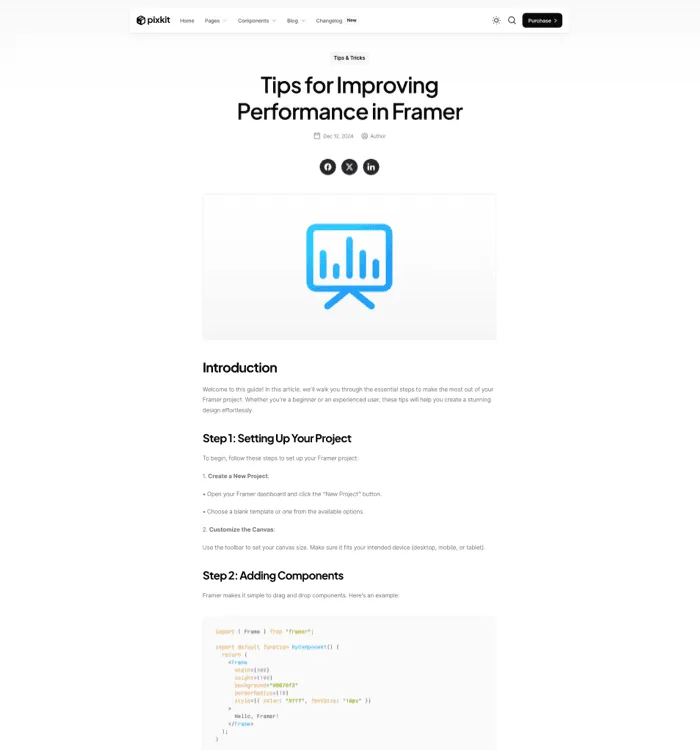 pixkit
Home
Pages
Components
Blog
Changelog
New
Purchase
Tips & Tricks
Tips for Improving
Performance in Framer
Dec 12, 2024
Author
Introduction
Welcome to this guide! In this article, we'll walk you through the essential steps to make the most out of your
Framer project. Whether you're a beginner or an experienced user, these tips will help you create a stunning
design effortlessly.
Step 1: Setting Up Your Project
To begin, follow these steps to set up your Framer project:
1. Create a New Project:
• Open your Framer dashboard and click the "New Project" button.
• Choose a blank template or one from the available options.
2. Customize the Canvas:
Use the toolbar to set your canvas size. Make sure it fits your intended device (desktop, mobile, or tablet).
Step 2: Adding Components
Framer makes it simple to drag and drop components. Here's an example:
import { Frame } from "framer";
export default function MyComponent() {
return (
<Frame
width={
height={
background=
borderRadius={
style={{ color: "#fff", fontSize: "18px" }}
>
Hello, Framer!
</Frame>
);
}